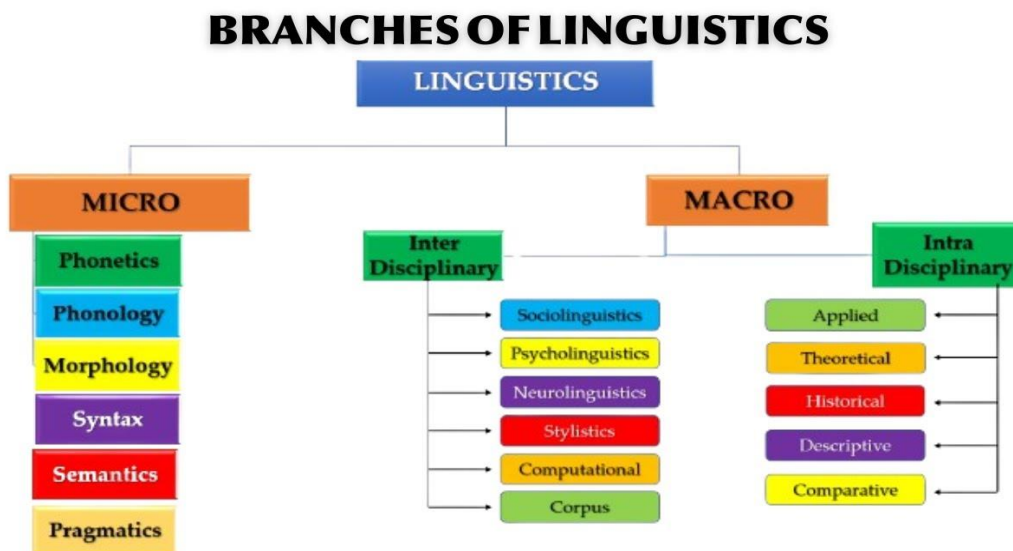 BRANCHES OF LINGUISTICS
LINGUISTICS
MICRO
Phonetics
Phonology
Morphology
Syntax
Semantics
Pragmatics
MACRO
Inter
Disciplinary
Sociolinguistics
Psycholinguistics
Neurolinguistics
Stylistics
Computational
Corpus
Intra
Disciplinary
Applied
Theoretical
Historical
Descriptive
Comparative